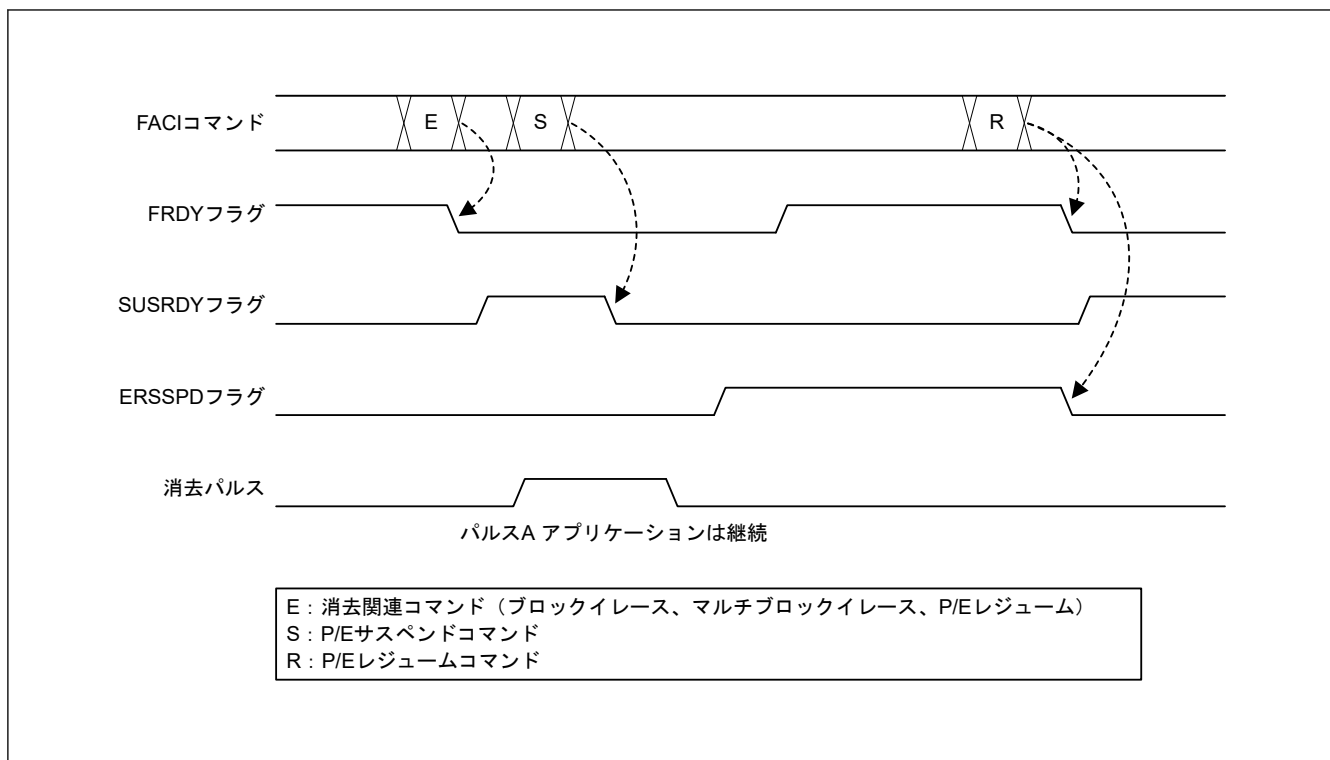 FACIコマンド
E
S
R
FRDYフラグ
SUSRDYフラグ
ERSSPDフラグ
消去パルス
パルスA アプリケーションは継続
E：消去関連コマンド（ブロックイレース、マルチブロックイレース、P/Eレジューム）
S：P/Eサスペンドコマンド
R：P/Eレジュームコマンド